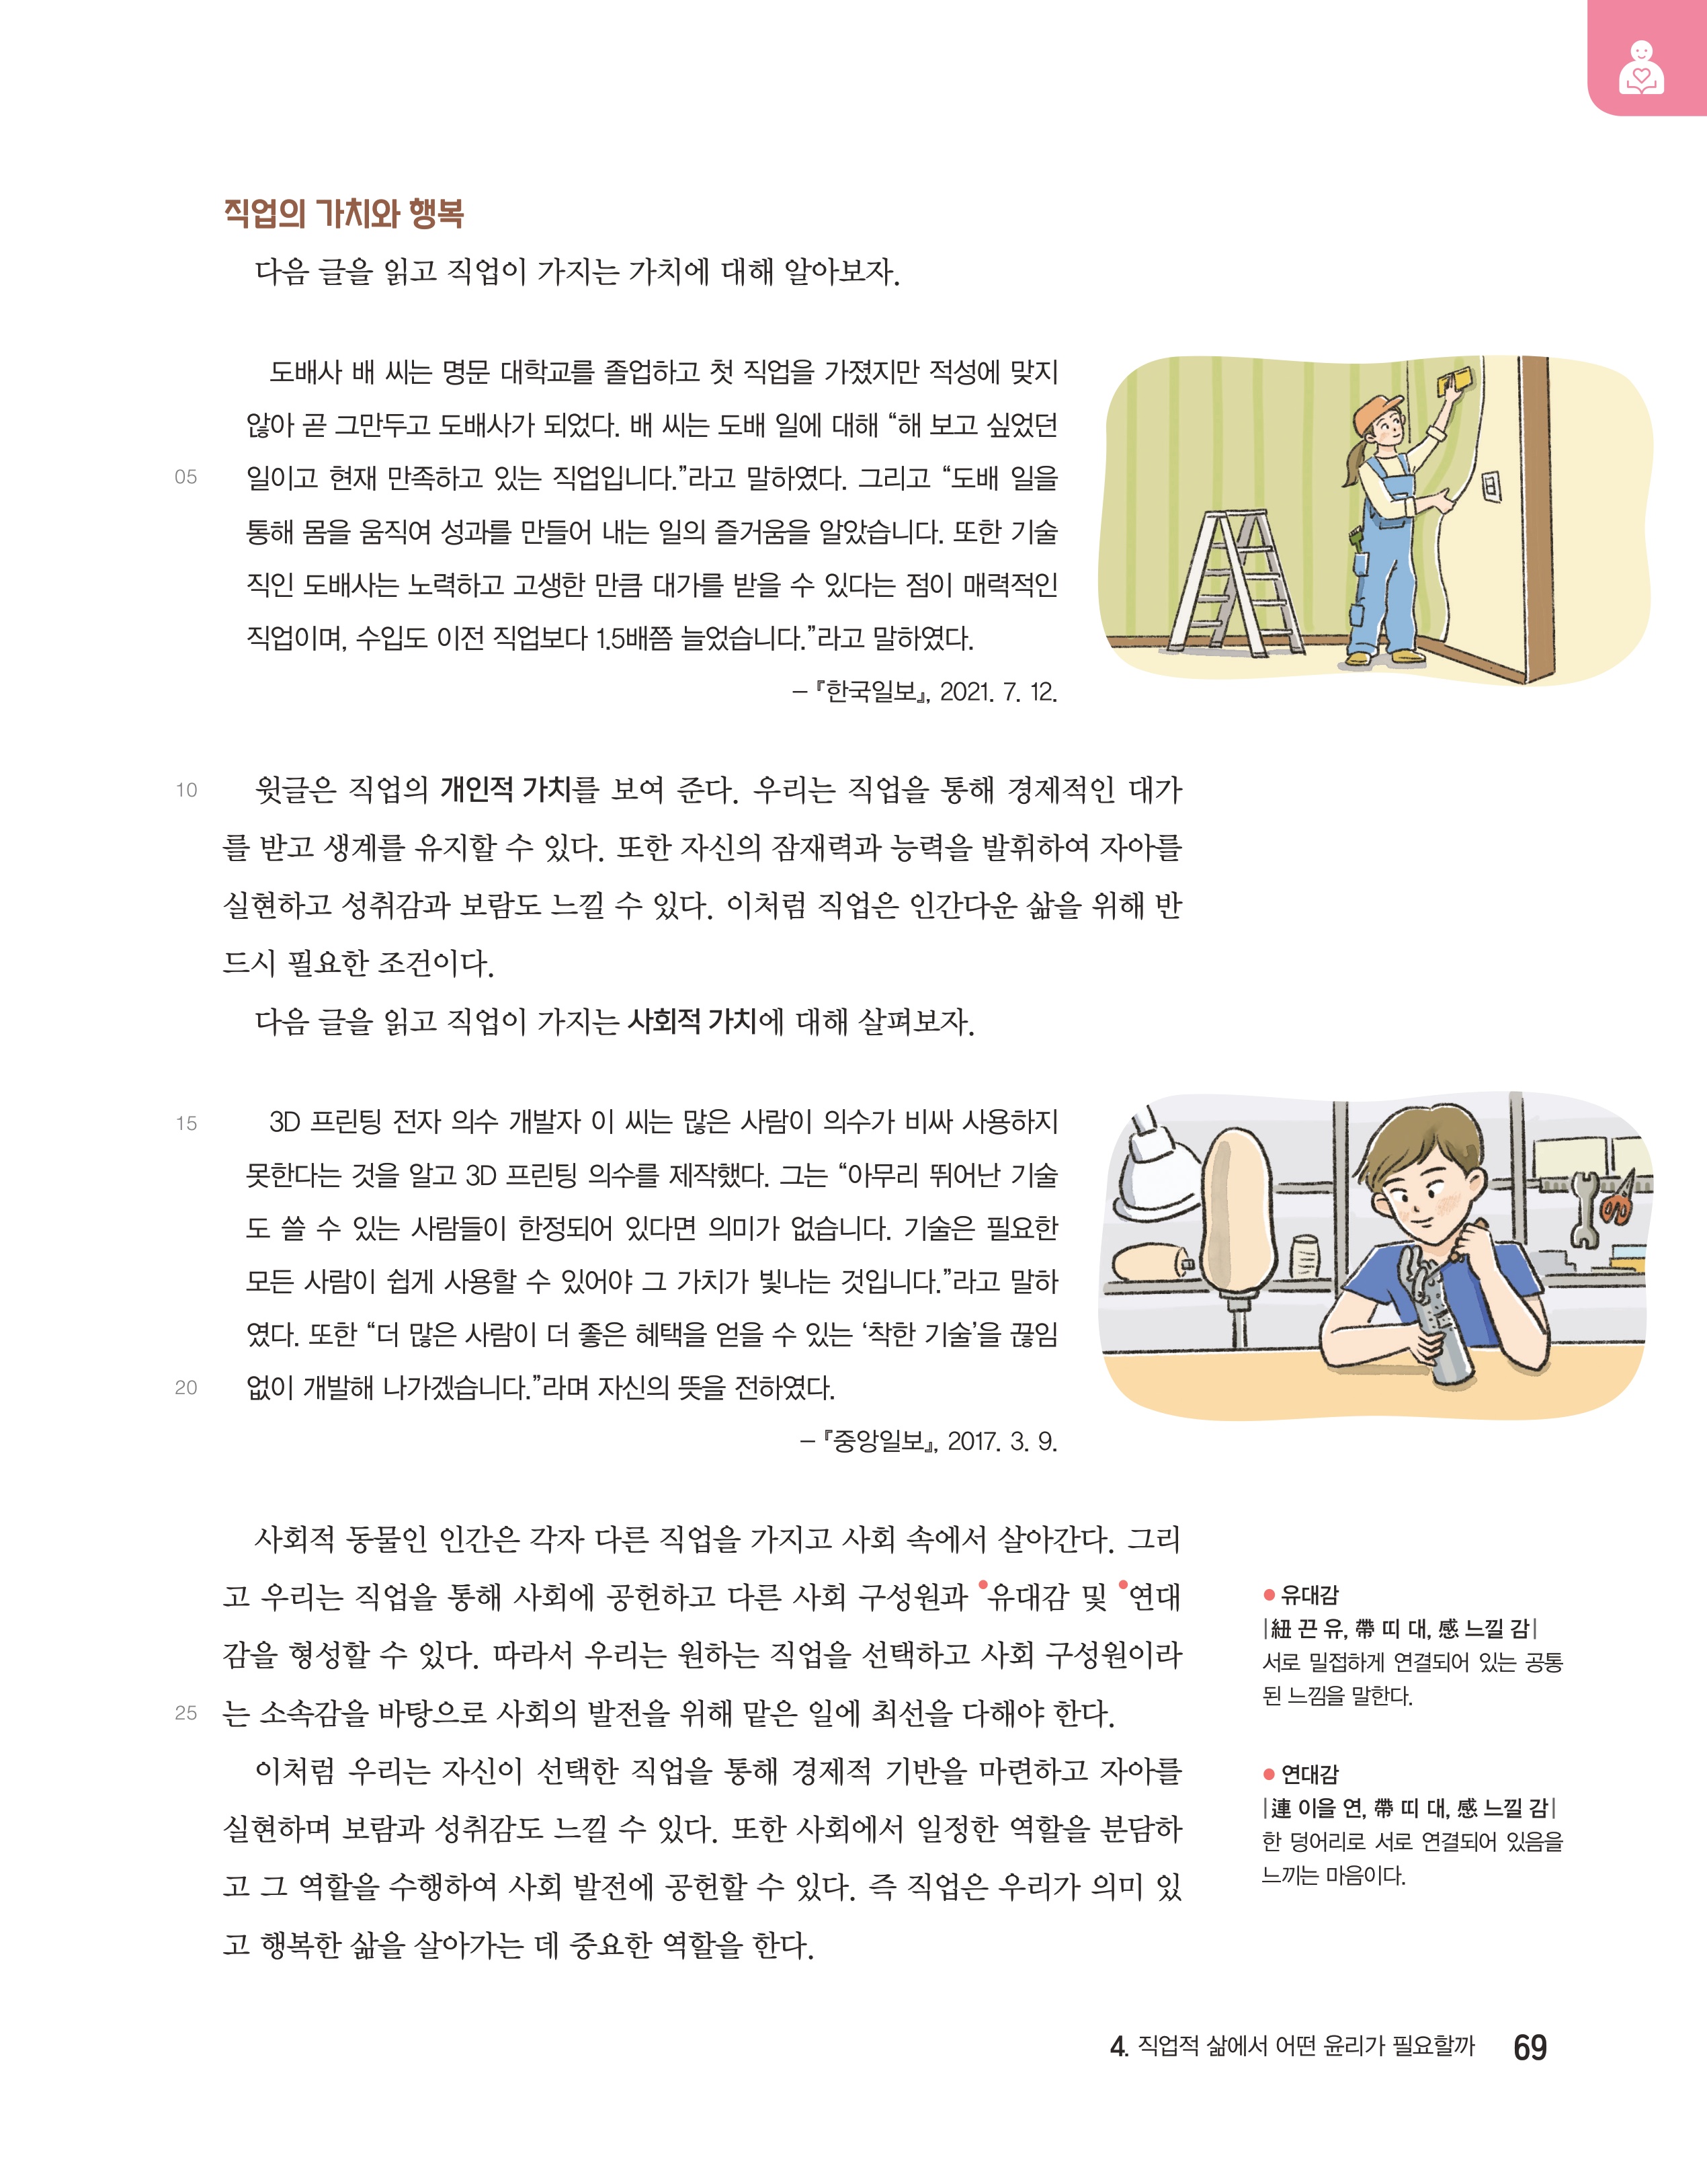 직업의 가치와 행복
다음 글을 읽고 직업이 가지는 가치에 대해 알아보자.
도배사 배 씨는 명문 대학교를 졸업하고 첫 직업을 가졌지만 적성에 맞지
않아 곧 그만두고 도배사가 되었다. 배 씨는 도배 일에 대해 “해 보고 싶었던
05 일이고 현재 만족하고 있는 직업입니다.”라고 말하였다. 그리고 “도배 일을
통해 몸을 움직여 성과를 만들어 내는 일의 즐거움을 알았습니다. 또한 기술
직인 도배사는 노력하고 고생한 만큼 대가를 받을 수 있다는 점이 매력적인
직업이며, 수입도 이전 직업보다 1.5배쯤 늘었습니다.”라고 말하였다.
– 『한국일보』, 2021. 7. 12.
10 윗글은 직업의 개인적 가치를 보여 준다. 우리는 직업을 통해 경제적인 대가
를 받고 생계를 유지할 수 있다. 또한 자신의 잠재력과 능력을 발휘하여 자아를
실현하고 성취감과 보람도 느낄 수 있다. 이처럼 직업은 인간다운 삶을 위해 반
드시 필요한 조건이다.
다음 글을 읽고 직업이 가지는 사회적 가치에 대해 살펴보자.
15 3D 프린팅 전자 의수 개발자 이 씨는 많은 사람이 의수가 비싸 사용하지
못한다는 것을 알고 3D 프린팅 의수를 제작했다. 그는 “아무리 뛰어난 기술
도 쓸 수 있는 사람들이 한정되어 있다면 의미가 없습니다. 기술은 필요한
모든 사람이 쉽게 사용할 수 있어야 그 가치가 빛나는 것입니다.”라고 말하
였다. 또한 “더 많은 사람이 더 좋은 혜택을 얻을 수 있는 ‘착한 기술’을 끊임
20 없이 개발해 나가겠습니다.”라며 자신의 뜻을 전하였다.
– 『중앙일보』, 2017. 3. 9.
사회적 동물인 인간은 각자 다른 직업을 가지고 사회 속에서 살아간다. 그리
고 우리는 직업을 통해 사회에 공헌하고 다른 사회 구성원과 •유대감 및 •연대
감을 형성할 수 있다. 따라서 우리는 원하는 직업을 선택하고 사회 구성원이라
25 는 소속감을 바탕으로 사회의 발전을 위해 맡은 일에 최선을 다해야 한다.
이처럼 우리는 자신이 선택한 직업을 통해 경제적 기반을 마련하고 자아를
실현하며 보람과 성취감도 느낄 수 있다. 또한 사회에서 일정한 역할을 분담하
고 그 역할을 수행하여 사회 발전에 공헌할 수 있다. 즉 직업은 우리가 의미 있
고 행복한 삶을 살아가는 데 중요한 역할을 한다.
● 유대감
|紐 끈 유, 帶 띠 대, 感 느낄 감|
서로 밀접하게 연결되어 있는 공통
된 느낌을 말한다.
● 연대감
|連 이을 연, 帶 띠 대, 感 느낄 감|
한 덩어리로 서로 연결되어 있음을
느끼는 마음이다.
4. 직업적 삶에서 어떤 윤리가 필요할까 69